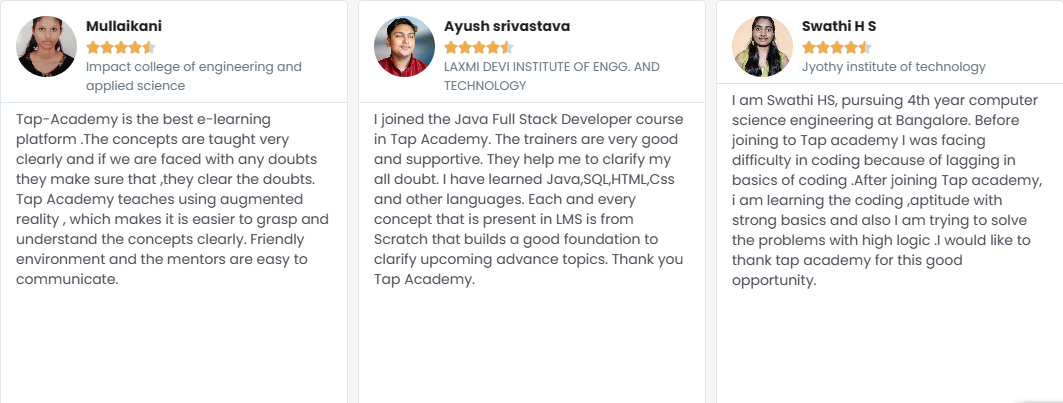 Mullaikani
Impact college of engineering and
applied science
Tap-Academy is the best e-learning
platform .The concepts are taught very
clearly and if we are faced with any doubts
they make sure that ,they clear the doubts.
Tap Academy teaches using augmented
reality , which makes it is easier to grasp and
understand the concepts clearly. Friendly
environment and the mentors are easy to
communicate.
Ayush srivastava
LAXMI DEVI INSTITUTE OF ENGG. AND
TECHNOLOGY
I joined the Java Full Stack Developer course
in Tap Academy. The trainers are very good
and supportive. They help me to clarify my
all doubt. I have learned Java,SQL,HTML,Css
and other languages. Each and every
concept that is present in LMS is from
Scratch that builds a good foundation to
clarify upcoming advance topics. Thank you
Tap Academy.
Swathi H S
Jyothy institute of technology
I am Swathi HS, pursuing 4th year computer
science engineering at Bangalore. Before
joining to Tap academy I was facing
difficulty in coding because of lagging in
basics of coding .After joining Tap academy,
i am learning the coding ,aptitude with
strong basics and also I am trying to solve
the problems with high logic .I would like to
thank tap academy for this good
opportunity.